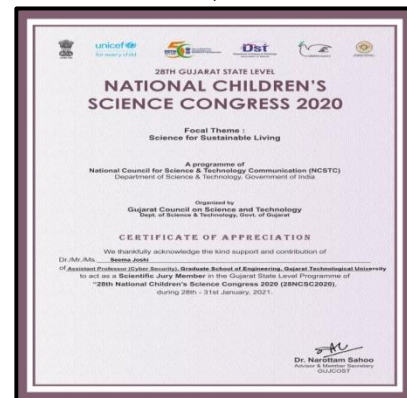 unicef
for every child
DST
28TH GUJARAT STATE LEVEL
NATIONAL CHILDREN'S
SCIENCE CONGRESS 2020
Focal Theme :
Science for Sustainable Living
A programme of
National Council for Science & Technology Communication (NCSTC)
Department of Science & Technology, Government of India
Organized by
Gujarat Council on Science and Technology
Dept. of Science & Technology, Govt. of Gujarat
CERTIFICATE OF APPRECIATION
We thankfully acknowledge the kind support and contribution of
Dr./Mr./Ms. Seema Joshi
of Assistant Professor (Cyber Security), Graduate School of Engineering, Gujarat Technological University
to act as a Scientific Jury Member in the Gujarat State Level Programme of
"28th National Children's Science Congress 2020 (28NCSC2020),
during 28th - 31st January, 2021.
Dr. Narottam Sahoo
Advisor & Member Secretary
GUJCOST